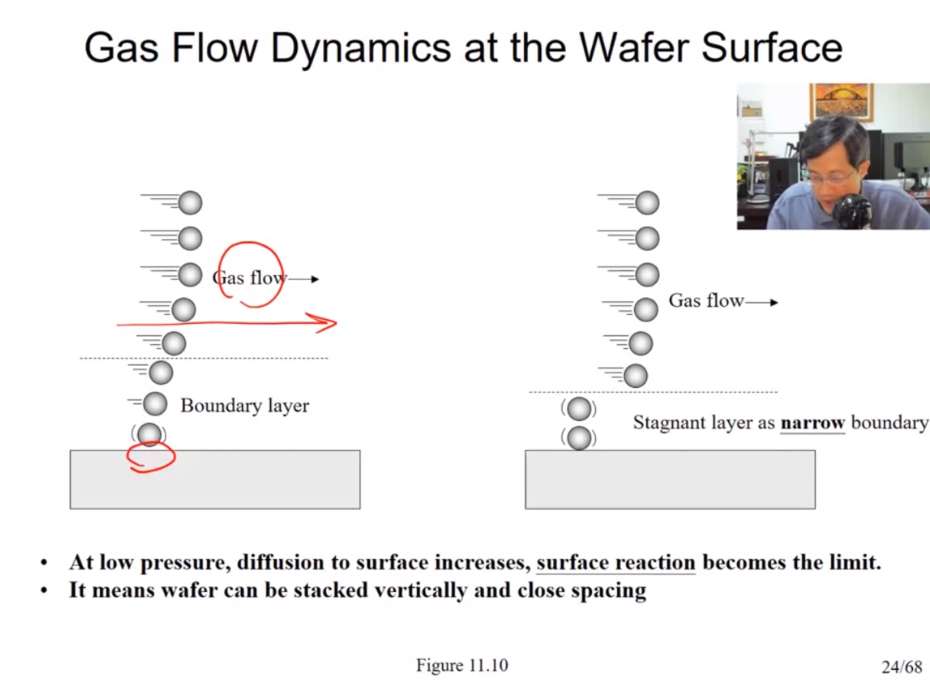 Gas Flow Dynamics at the Wafer Surface
Gas flow
Boundary layer
Gas flow
Stagnant layer as narrow boundary
• At low pressure, diffusion to surface increases, surface reaction becomes the limit.
• It means wafer can be stacked vertically and close spacing
Figure 11.10
24/68